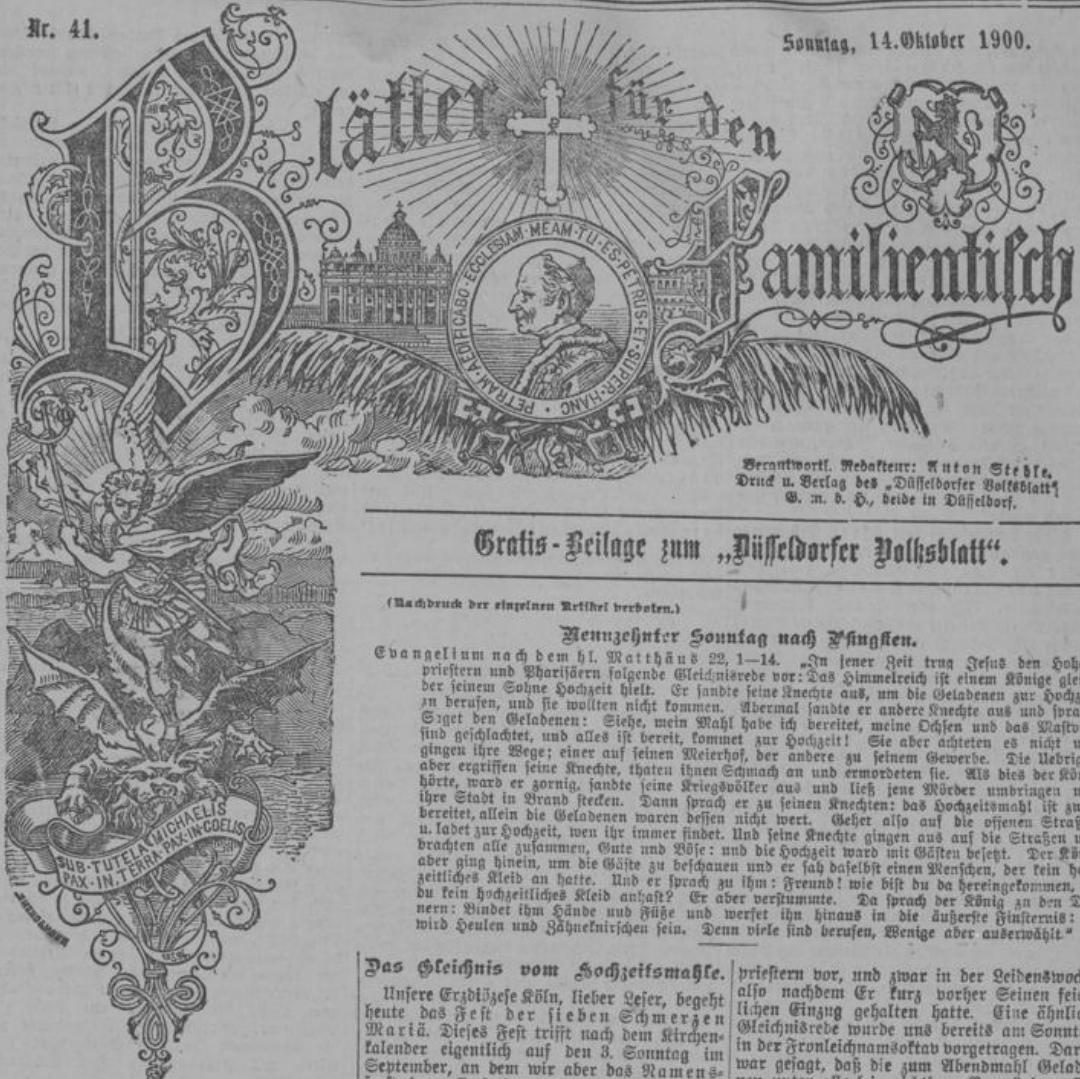 Nr. 41.
Sonntag, 14. Oktober 1900.
Blätter für den
Familientisch
PETRAM · AEDIFICABO · ECCLESIAM · MEAM · TU · ES · PETRUS · ET · SUPER · HANC ·
Verantwortl. Redakteur: Anton Stehle.
Druck u. Verlag des „Düsseldorfer Volksblatt“,
G. m. b. H., beide in Düsseldorf.
Gratis-Beilage zum „Düsseldorfer Volksblatt“.
(Nachdruck der einzelnen Artikel verboten.)
Neunzehnter Sonntag nach Pfingsten.
Evangelium nach dem hl. Matthäus 22, 1—14. „In jener Zeit trug Jesus den Hohe
priestern und Pharisäern folgende Gleichnisrede vor: Das Himmelreich ist einem Könige glei
der seinem Sohne Hochzeit hielt. Er sandte seine Knechte aus, um die Geladenen zur Hochz
zu berufen, und sie wollten nicht kommen. Abermal sandte er andere Knechte aus und spra
Saget den Geladenen: Siehe, mein Mahl habe ich bereitet, meine Ochsen und das Mastv
sind geschlachtet, und alles ist bereit, kommet zur Hochzeit! Sie aber achteten es nicht u
gingen ihre Wege; einer auf seinen Meierhof, der andere zu seinem Gewerbe. Die Uebrig
aber ergriffen seine Knechte, thaten ihnen Schmach an und ermordeten sie. Als dies der Kön
hörte, ward er zornig, sandte seine Kriegsvölker aus und ließ jene Mörder umbringen u
ihre Stadt in Brand stecken. Dann sprach er zu seinen Knechten: das Hochzeitsmahl ist zw
bereitet, allein die Geladenen waren dessen nicht wert. Gehet also auf die offenen Straß
u. ladet zur Hochzeit, wen ihr immer findet. Und seine Knechte gingen aus auf die Straßen u
brachten alle zusammen, Gute und Böse: und die Hochzeit ward mit Gästen besetzt. Der Kö
aber ging hinein, um die Gäste zu beschauen und er sah daselbst einen Menschen, der kein ho
zeitliches Kleid an hatte. Und er sprach zu ihm: Freund! wie bist du da hereingekommen,
du kein hochzeitliches Kleid anhast? Er aber verstummte. Da sprach der König zu den D
nern: Bindet ihm Hände und Füße und werfet ihn hinaus in die äußerste Finsternis:
wird Heulen und Zähneknirschen sein. Denn viele sind berufen, Wenige aber auserwählt.“
SUB · TUTELA MICHAELIS
PAX · IN · TERRA · PAX · IN · COELIS
Das Gleichnis vom Hochzeitsmahle.
Unsere Erzdiözese Köln, lieber Leser, begeht
heute das Fest der sieben Schmerzen
Mariä. Dieses Fest trifft nach dem Kirchen-
kalender eigentlich auf den 3. Sonntag im
September, an dem wir aber das Namens-
priestern vor, und zwar in der Leidenswoch
also nachdem Er kurz vorher Seinen feier
lichen Einzug gehalten hatte. Eine ähnlic
Gleichnisrede wurde uns bereits am Sonnt
in der Fronleichnamsoktav vorgetragen. Dar
war gesagt, daß die zum Abendmahl Gelad